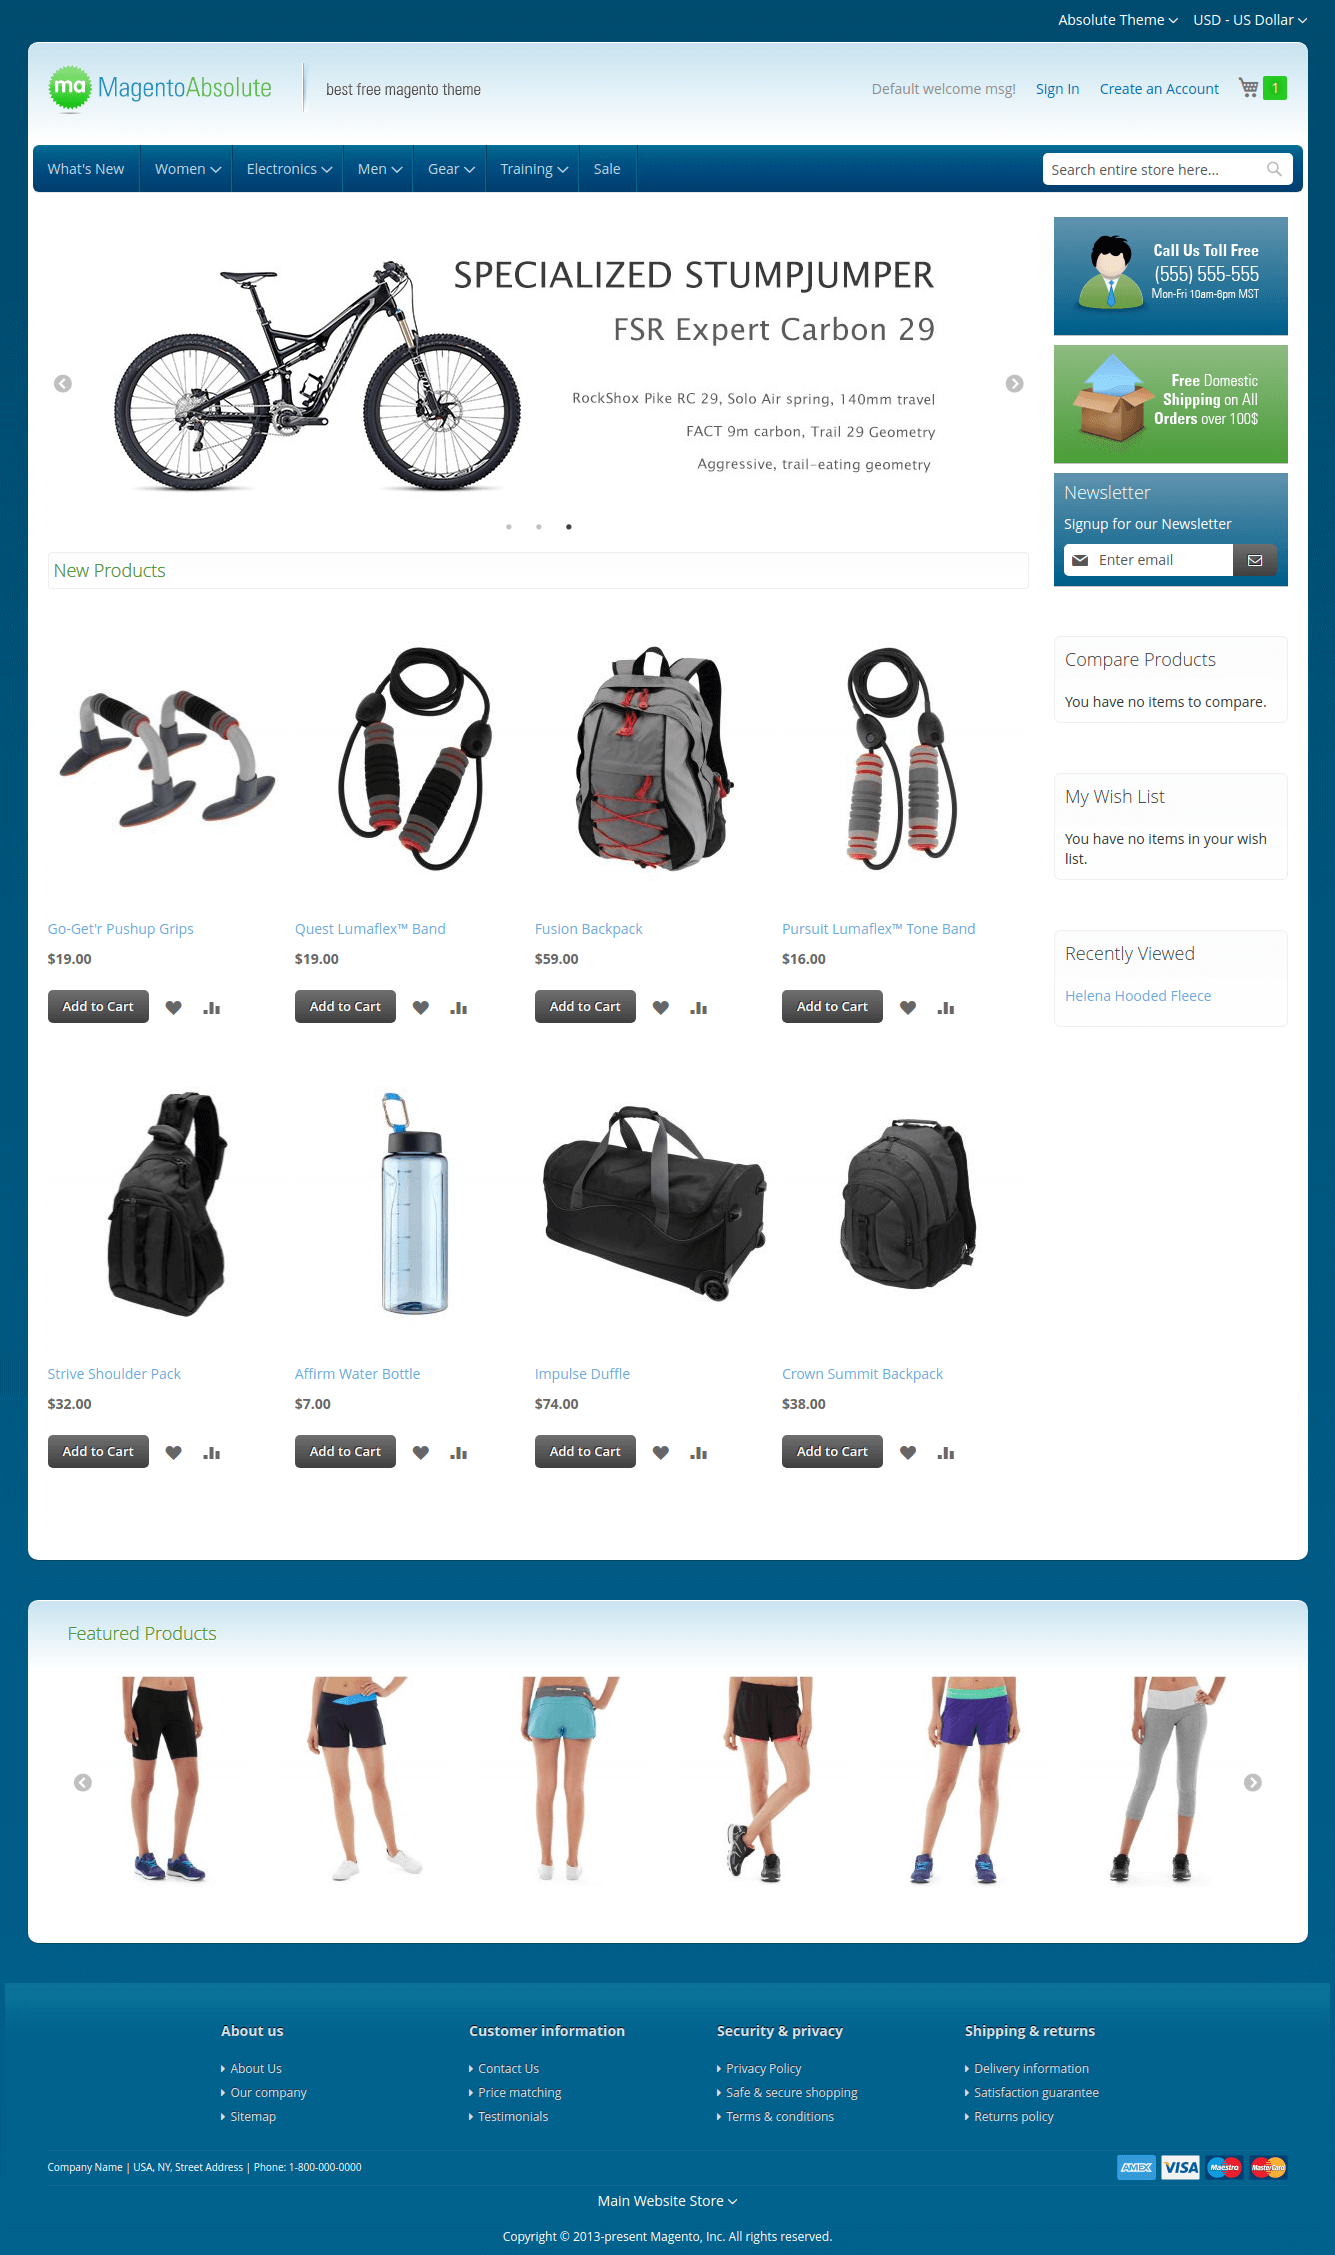 Absolute Theme USD - US Dollar
ma MagentoAbsolute best free magento theme
Default welcome msg! Sign In Create an Account 1
What's New Women Electronics Men Gear Training Sale
Search entire store here...
SPECIALIZED STUMPJUMPER
FSR Expert Carbon 29
RockShox Pike RC 29, Solo Air spring, 140mm travel
FACT 9m carbon, Trail 29 Geometry
Aggressive, trail-eating geometry
Call Us Toll Free
(555) 555-555
Mon-Fri 10am-6pm MST
Free Domestic
Shipping on All
Orders over 100$
Newsletter
Signup for our Newsletter
Enter email
New Products
Go-Get'r Pushup Grips
$19.00
Add to Cart
Quest Lumaflex™ Band
$19.00
Add to Cart
Fusion Backpack
$59.00
Add to Cart
Pursuit Lumaflex™ Tone Band
$16.00
Add to Cart
Compare Products
You have no items to compare.
My Wish List
You have no items in your wish
list.
Recently Viewed
Helena Hooded Fleece
Strive Shoulder Pack
$32.00
Add to Cart
Affirm Water Bottle
$7.00
Add to Cart
Impulse Duffle
$74.00
Add to Cart
Crown Summit Backpack
$38.00
Add to Cart
Featured Products
About us
About Us
Our company
Sitemap
Customer information
Contact Us
Price matching
Testimonials
Security & privacy
Privacy Policy
Safe & secure shopping
Terms & conditions
Shipping & returns
Delivery information
Satisfaction guarantee
Returns policy
Company Name | USA, NY, Street Address | Phone: 1-800-000-0000
AMEX VISA Maestro MasterCard
Main Website Store
Copyright © 2013-present Magento, Inc. All rights reserved.